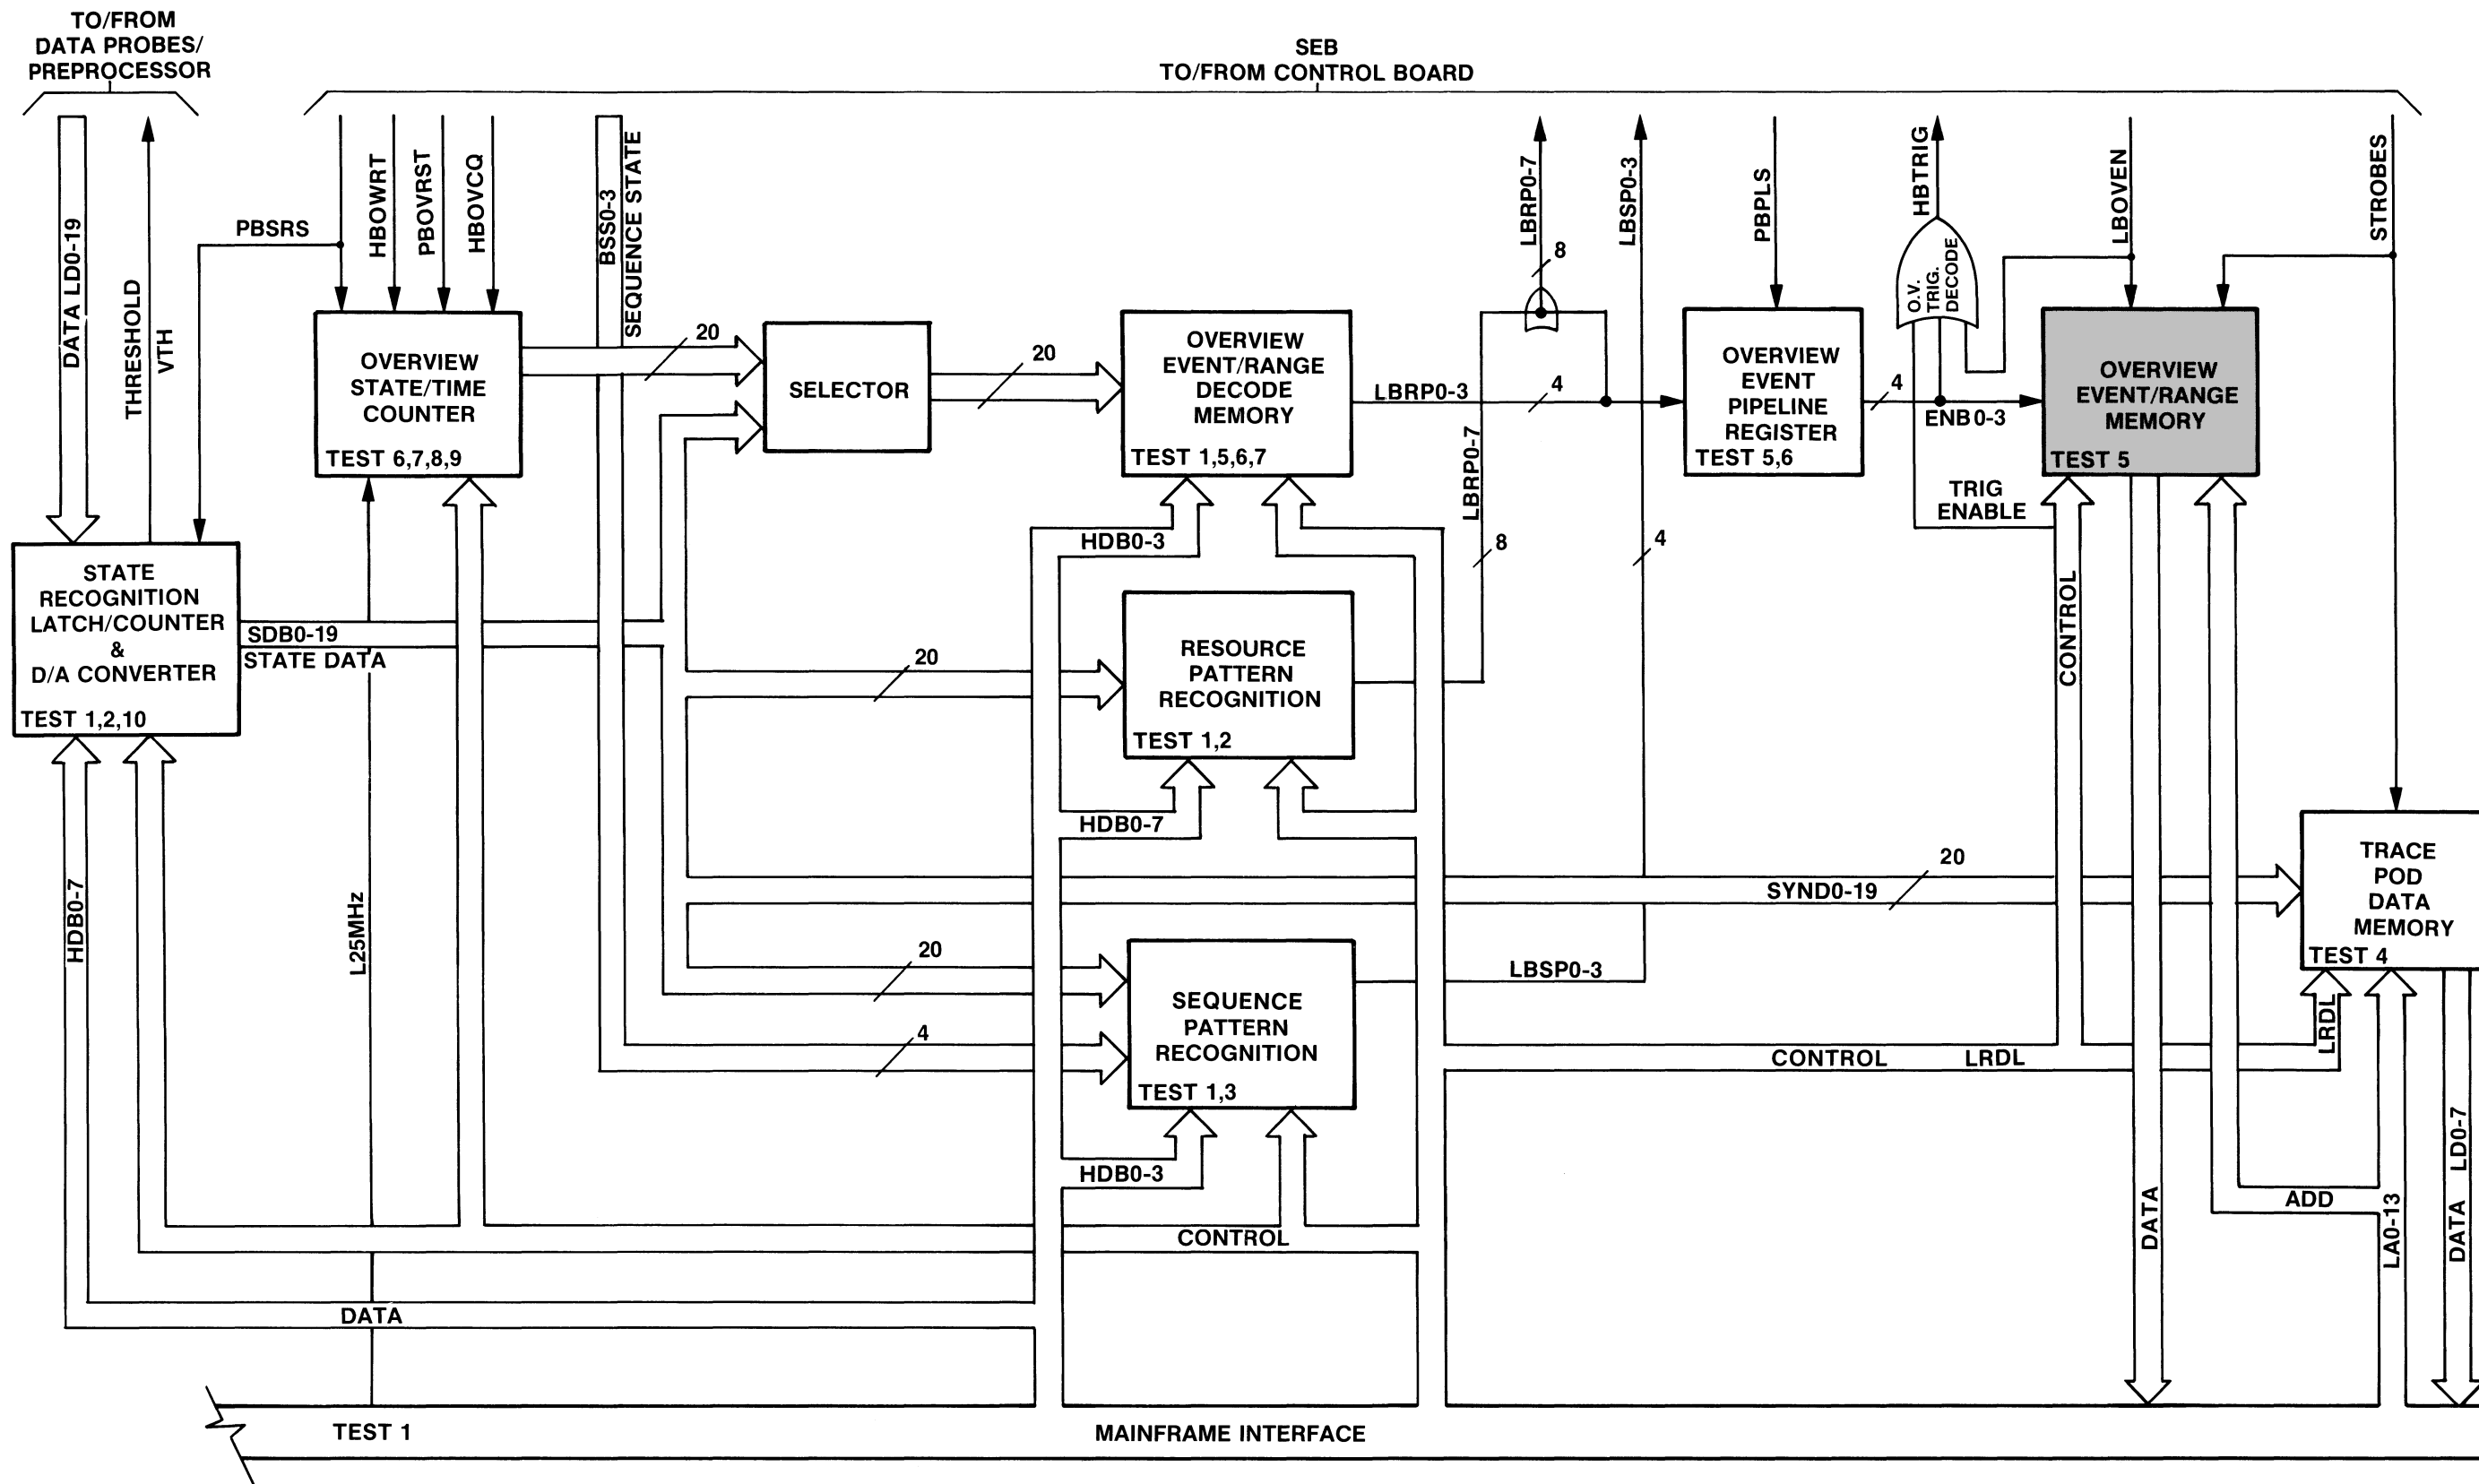 TO/FROM
DATA PROBES/
PREPROCESSOR
SEB
TO/FROM CONTROL BOARD
DATA LD0-19
THRESHOLD
VTH
PBSRS
HBOWRT
PBOVRST
HBOVCQ
BSS0-3
SEQUENCE STATE
LBRP0-7
8
LBSP0-3
PBPLS
HBTRIG
O.V.
TRIG.
DECODE
LBOVEN
STROBES
OVERVIEW
STATE/TIME
COUNTER
TEST 6,7,8,9
20
SELECTOR
20
OVERVIEW
EVENT/RANGE
DECODE
MEMORY
TEST 1,5,6,7
LBRP0-3
4
LBRP0-7
8
4
OVERVIEW
EVENT
PIPELINE
REGISTER
TEST 5,6
4
ENB0-3
TRIG
ENABLE
OVERVIEW
EVENT/RANGE
MEMORY
TEST 5
STATE
RECOGNITION
LATCH/COUNTER
&
D/A CONVERTER
TEST 1,2,10
SDB0-19
STATE DATA
HDB0-3
20
RESOURCE
PATTERN
RECOGNITION
TEST 1,2
HDB0-7
CONTROL
HDB0-7
L25MHz
20
SYND0-19
TRACE
POD
DATA
MEMORY
TEST 4
20
4
SEQUENCE
PATTERN
RECOGNITION
TEST 1,3
LBSP0-3
CONTROL LRDL
LRDL
HDB0-3
CONTROL
DATA
DATA
ADD
LA0-13
DATA LD0-7
TEST 1
MAINFRAME INTERFACE